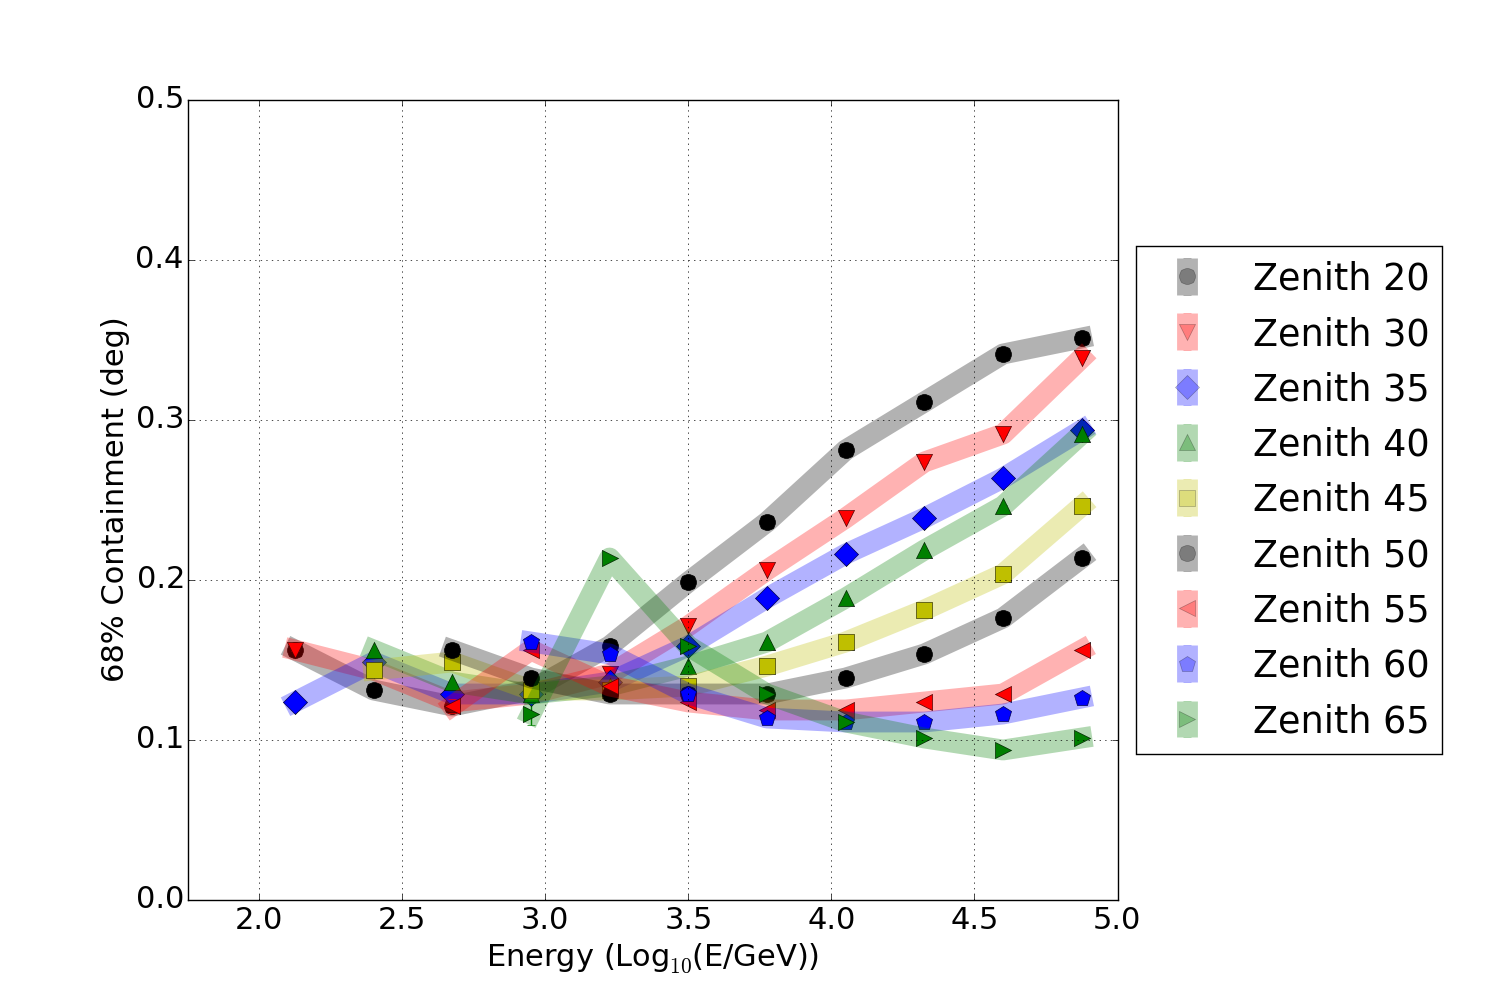 0.5
0.4
0.3
0.2
0.1
0.0
68% Containment (deg)
2.0 2.5 3.0 3.5 4.0 4.5 5.0
Energy (Log10(E/GeV))
Zenith 20
Zenith 30
Zenith 35
Zenith 40
Zenith 45
Zenith 50
Zenith 55
Zenith 60
Zenith 65